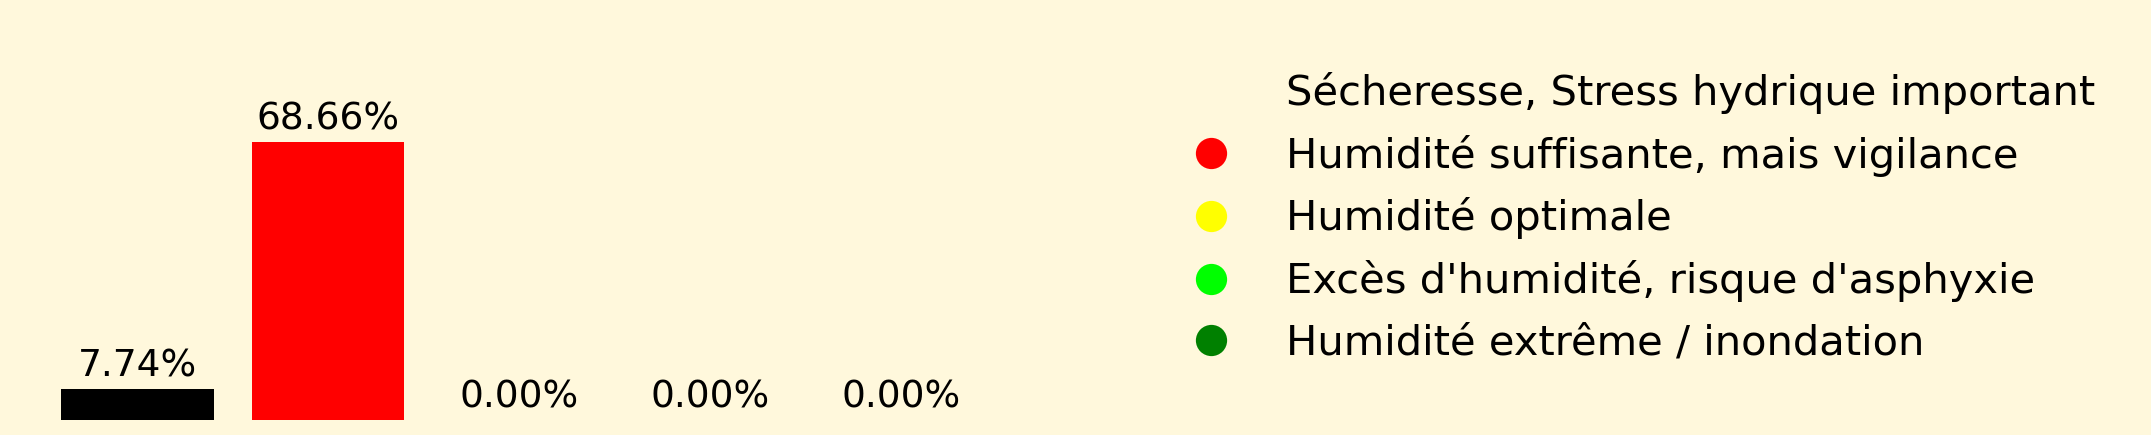 68.66%
7.74%
0.00%
0.00%
0.00%
Sécheresse, Stress hydrique important
Humidité suffisante, mais vigilance
Humidité optimale
Excès d'humidité, risque d'asphyxie
Humidité extrême / inondation